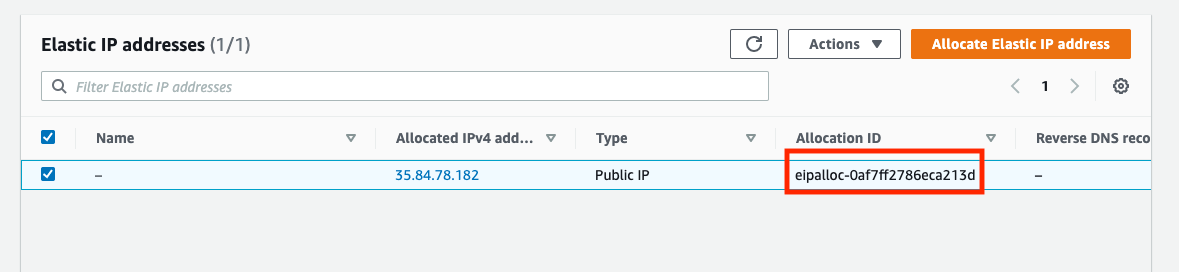 Elastic IP addresses (1/1)
Actions
Allocate Elastic IP address
Filter Elastic IP addresses
1
Name Allocated IPv4 add... Type Allocation ID Reverse DNS reco
– 35.84.78.182 Public IP eipalloc-0af7ff2786eca213d –